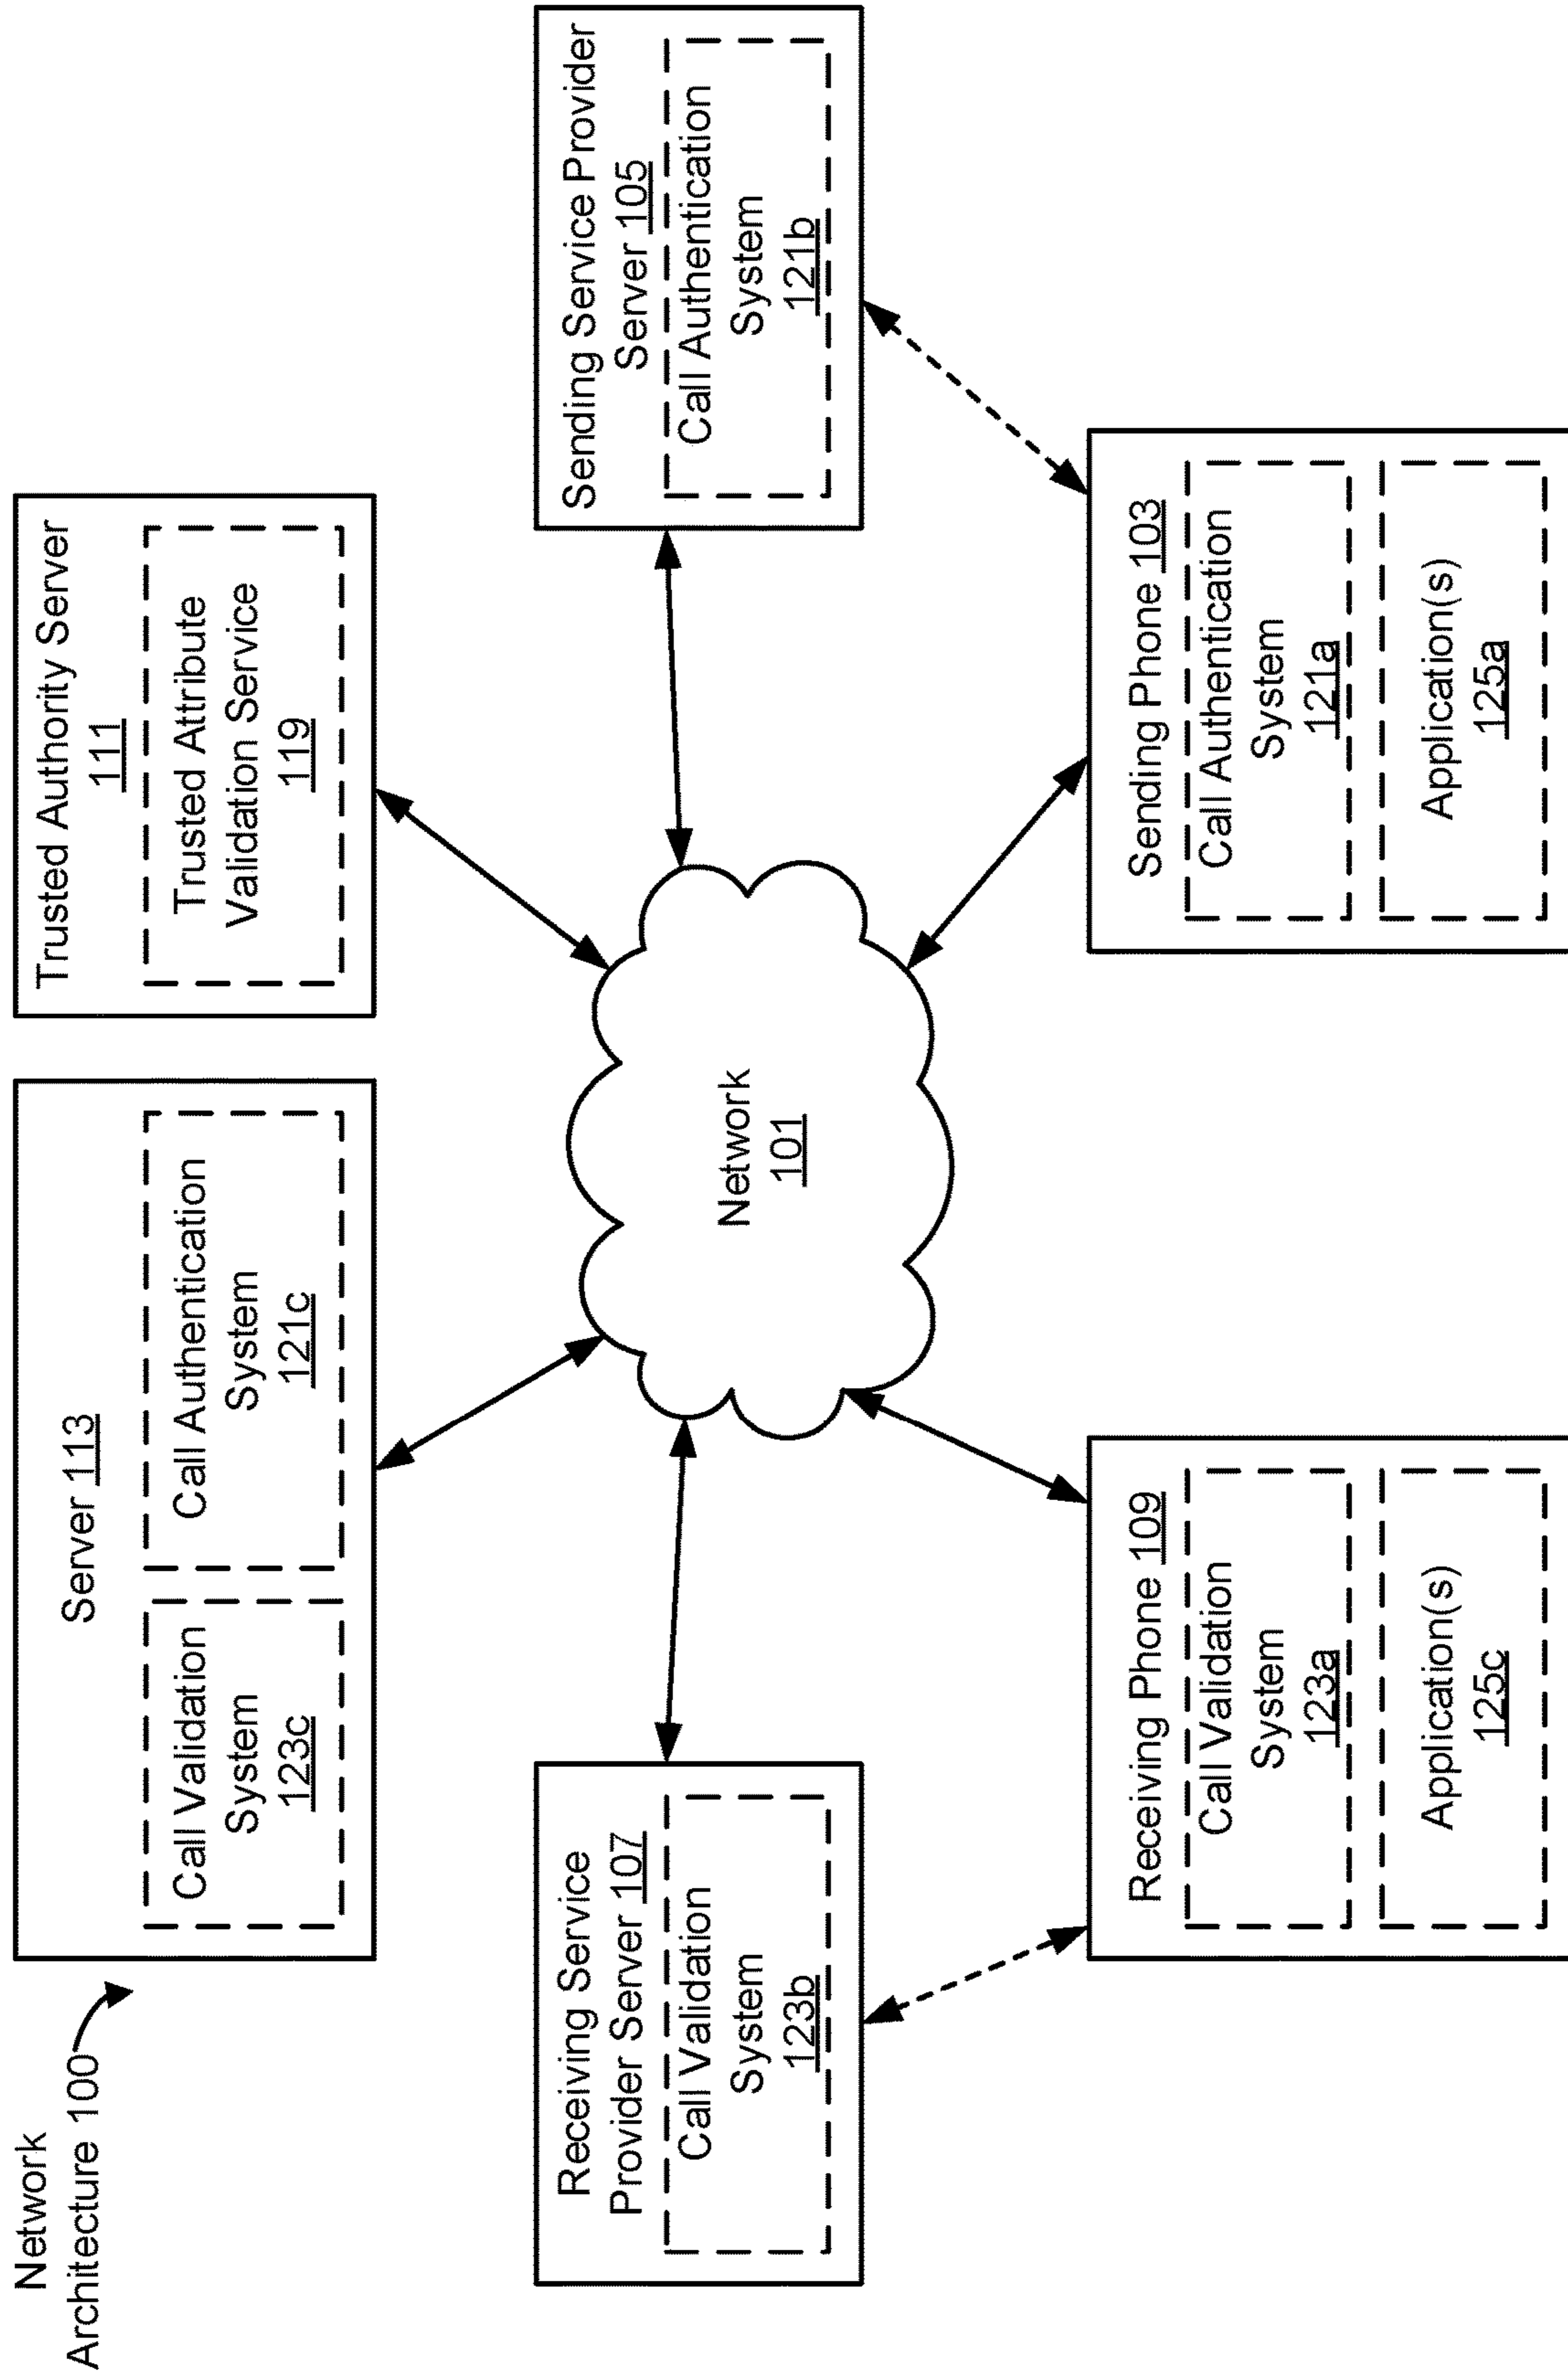 Network
Architecture 100
Server 113
Call Validation
System
123c
Call Authentication
System
121c
Trusted Authority Server
111
Trusted Attribute
Validation Service
119
Receiving Service
Provider Server 107
Call Validation
System
123b
Network
101
Sending Service Provider
Server 105
Call Authentication
System
121b
Receiving Phone 109
Call Validation
System
123a
Application(s)
125c
Sending Phone 103
Call Authentication
System
121a
Application(s)
125a